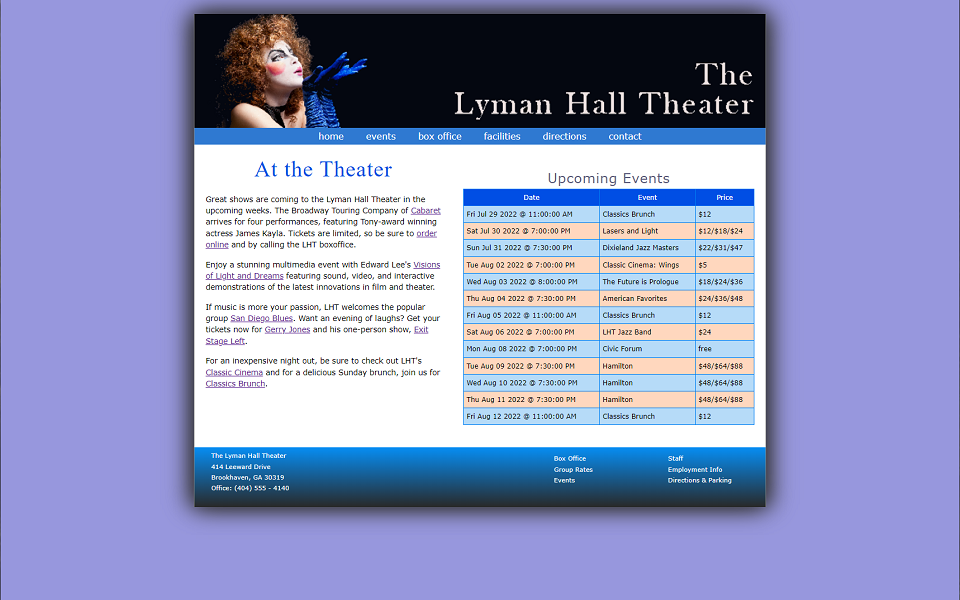 The
Lyman Hall Theater
home events box office facilities directions contact
At the Theater
Great shows are coming to the Lyman Hall Theater in the
upcoming weeks. The Broadway Touring Company of Cabaret
arrives for four performances, featuring Tony-award winning
actress James Kayla. Tickets are limited, so be sure to order
online and by calling the LHT boxoffice.
Enjoy a stunning multimedia event with Edward Lee's Visions
of Light and Dreams featuring sound, video, and interactive
demonstrations of the latest innovations in film and theater.
If music is more your passion, LHT welcomes the popular
group San Diego Blues. Want an evening of laughs? Get your
tickets now for Gerry Jones and his one-person show, Exit
Stage Left.
For an inexpensive night out, be sure to check out LHT's
Classic Cinema and for a delicious Sunday brunch, join us for
Classics Brunch.
Upcoming Events
Date Event Price
Fri Jul 29 2022 @ 11:00:00 AM Classics Brunch $12
Sat Jul 30 2022 @ 7:00:00 PM Lasers and Light $12/$18/$24
Sun Jul 31 2022 @ 7:30:00 PM Dixieland Jazz Masters $22/$31/$47
Tue Aug 02 2022 @ 7:00:00 PM Classic Cinema: Wings $5
Wed Aug 03 2022 @ 8:00:00 PM The Future is Prologue $18/$24/$36
Thu Aug 04 2022 @ 7:30:00 PM American Favorites $24/$36/$48
Fri Aug 05 2022 @ 11:00:00 AM Classics Brunch $12
Sat Aug 06 2022 @ 7:00:00 PM LHT Jazz Band $24
Mon Aug 08 2022 @ 7:00:00 PM Civic Forum free
Tue Aug 09 2022 @ 7:30:00 PM Hamilton $48/$64/$88
Wed Aug 10 2022 @ 7:30:00 PM Hamilton $48/$64/$88
Thu Aug 11 2022 @ 7:30:00 PM Hamilton $48/$64/$88
Fri Aug 12 2022 @ 11:00:00 AM Classics Brunch $12
The Lyman Hall Theater
414 Leeward Drive
Brookhaven, GA 30319
Office: (404) 555 - 4140
Box Office
Group Rates
Events
Staff
Employment Info
Directions & Parking